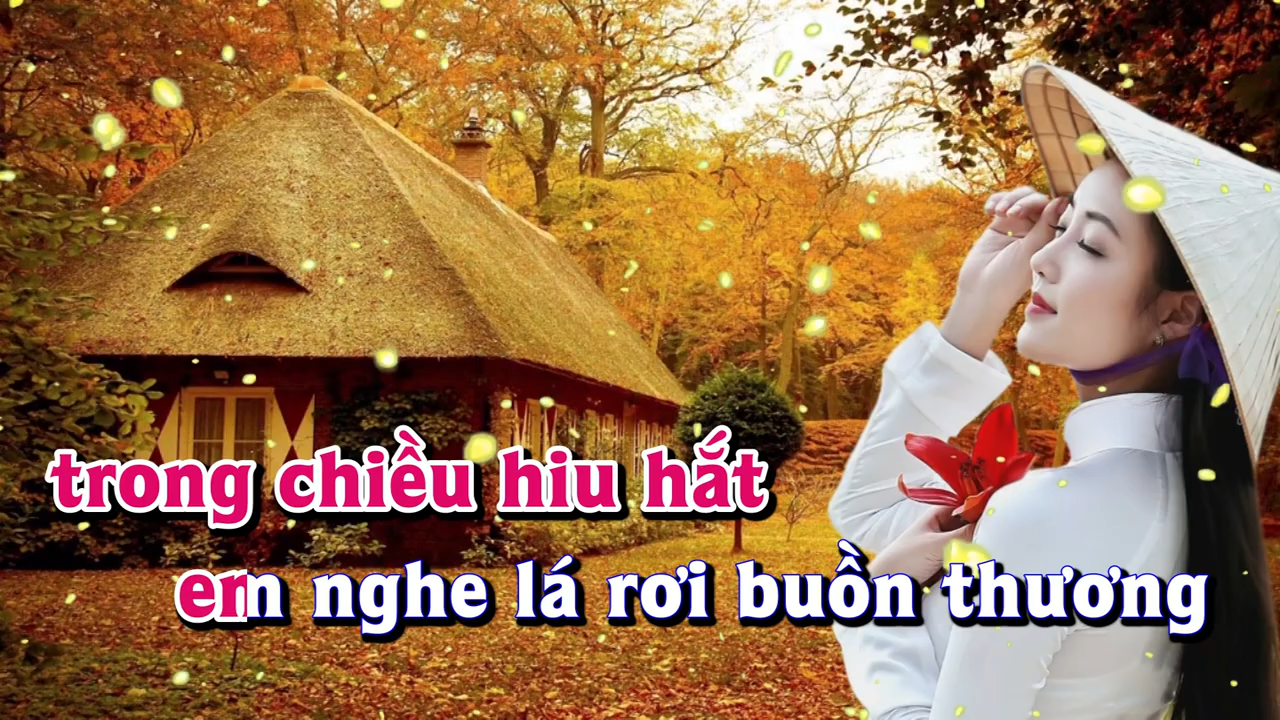 trong chiều hiu hắt
em nghe lá rơi buồn thương